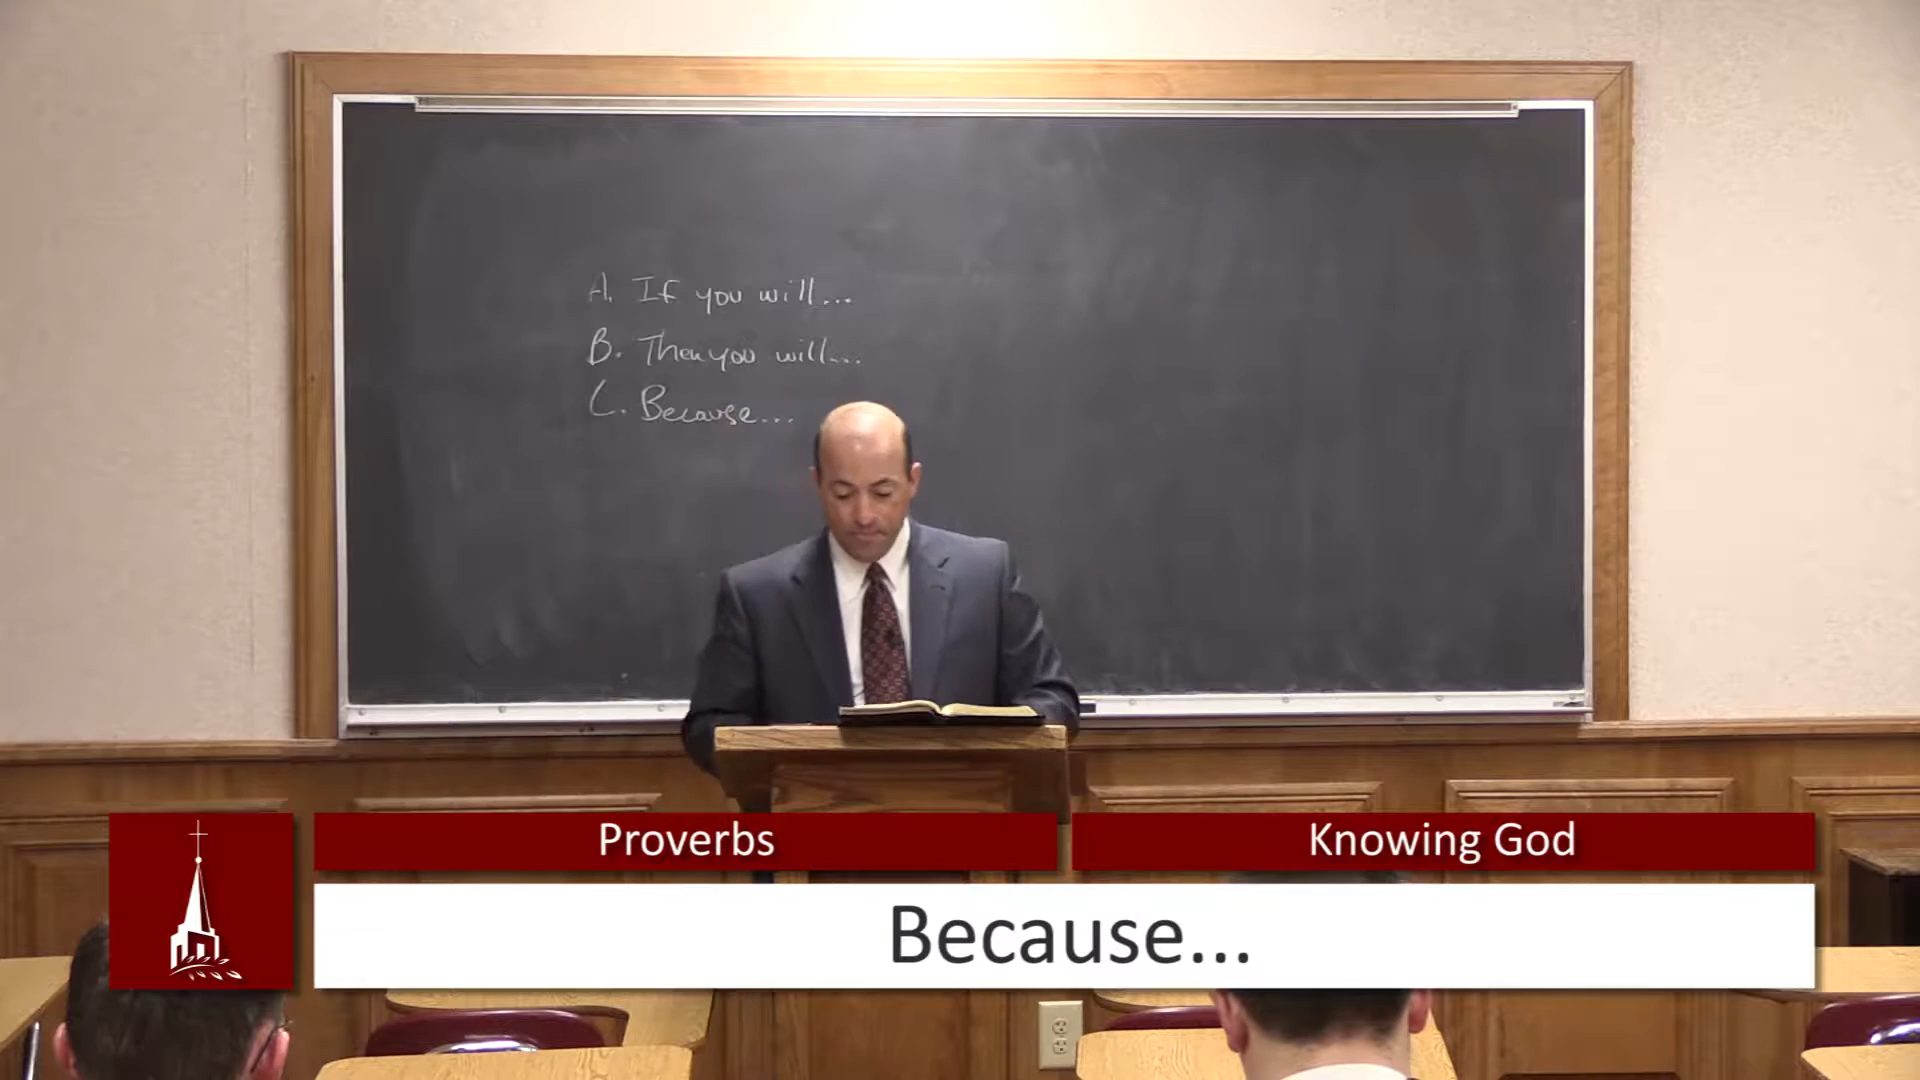 A. If you will...
B. Then you will...
C. Because...
Proverbs
Knowing God
Because...